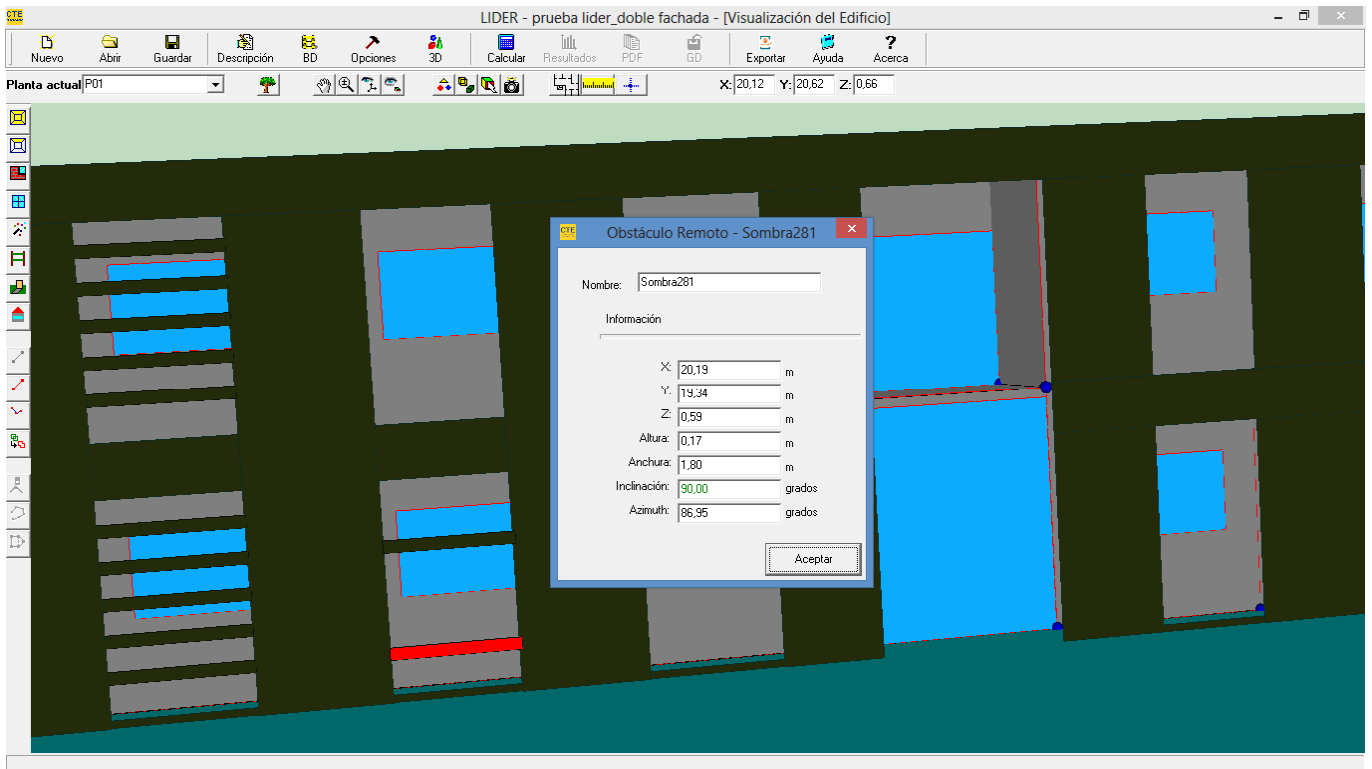 CTE
LIDER - prueba lider_doble fachada - [Visualización del Edificio]
Nuevo Abrir Guardar Descripción BD Opciones 3D Calcular Resultados PDF GD Exportar Ayuda Acerca
Planta actual P01 X: 20,12 Y: 20,62 Z: 0,66
CTE Obstáculo Remoto - Sombra281
Nombre: Sombra281
Información
X: 20,19 m
Y: 19,34 m
Z: 0,59 m
Altura: 0,17 m
Anchura: 1,80 m
Inclinación: 90,00 grados
Azimuth: 86,95 grados
Aceptar